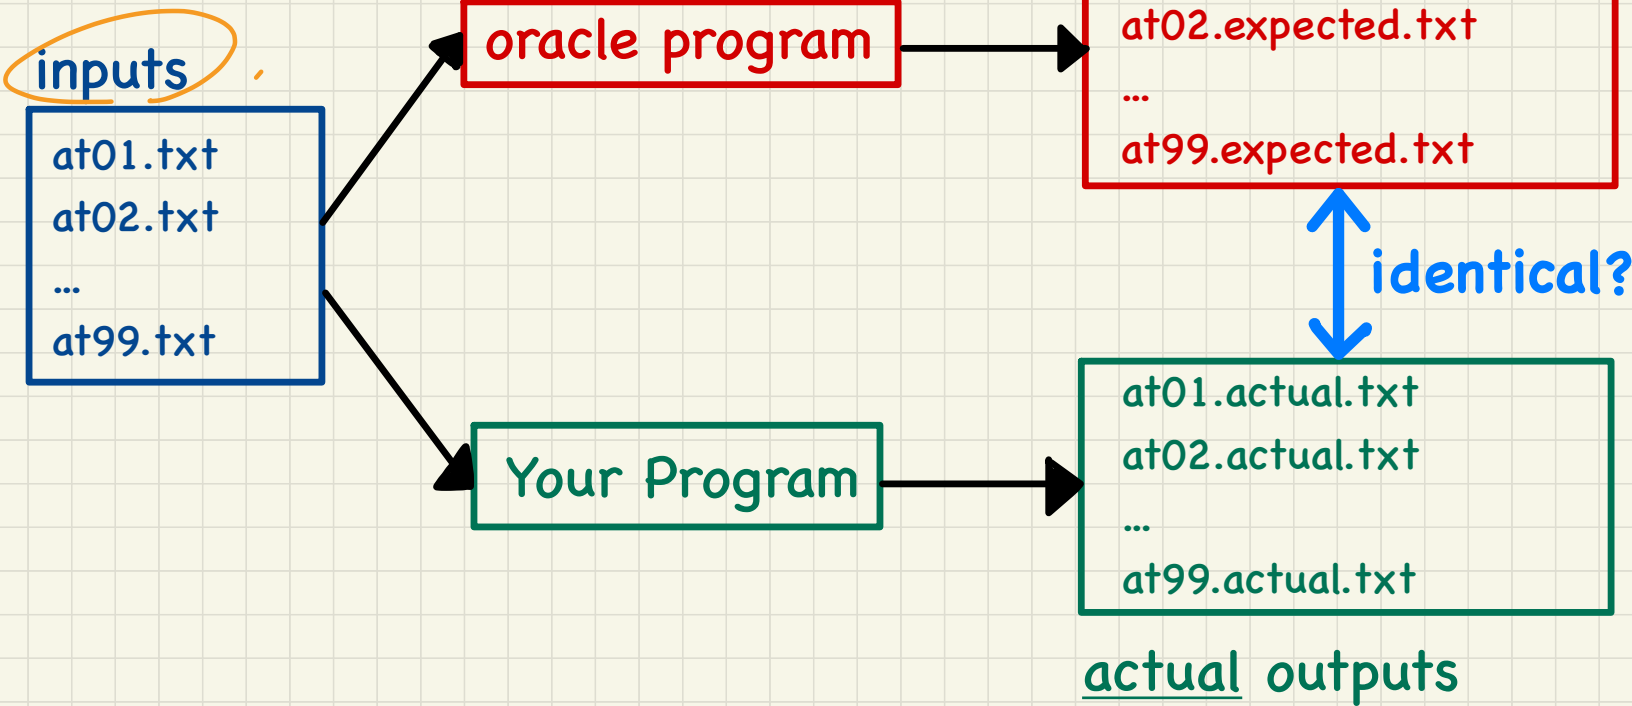 inputs
at01.txt
at02.txt
...
at99.txt
oracle program
at02.expected.txt
...
at99.expected.txt
identical?
Your Program
at01.actual.txt
at02.actual.txt
...
at99.actual.txt
actual outputs